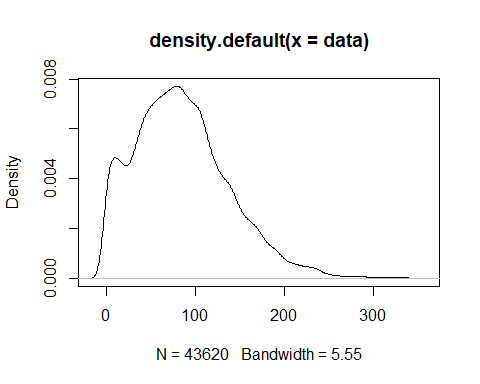 density.default(x = data)
Density
0.000
0.004
0.008
0
100
200
300
N = 43620   Bandwidth = 5.55